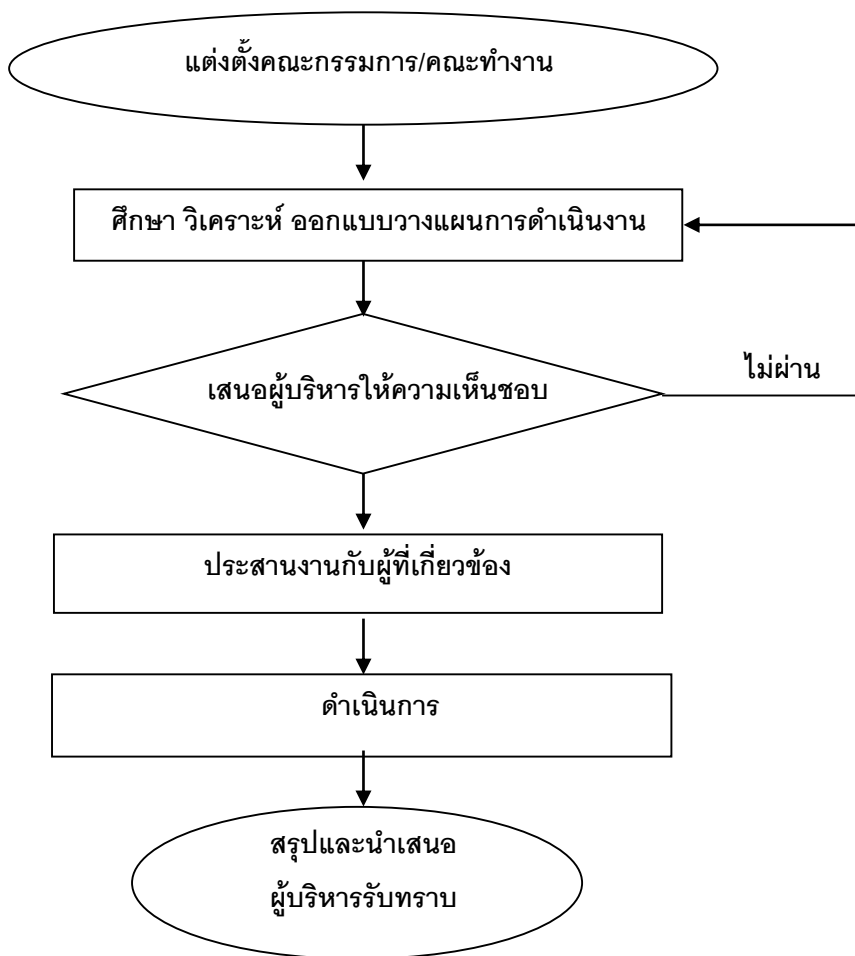 แต่งตั้งคณะกรรมการ/คณะทำงาน
ศึกษา วิเคราะห์ ออกแบบวางแผนการดำเนินงาน
เสนอผู้บริหารให้ความเห็นชอบ
ไม่ผ่าน
ประสานงานกับผู้ที่เกี่ยวข้อง
ดำเนินการ
สรุปและนำเสนอ
ผู้บริหารรับทราบ